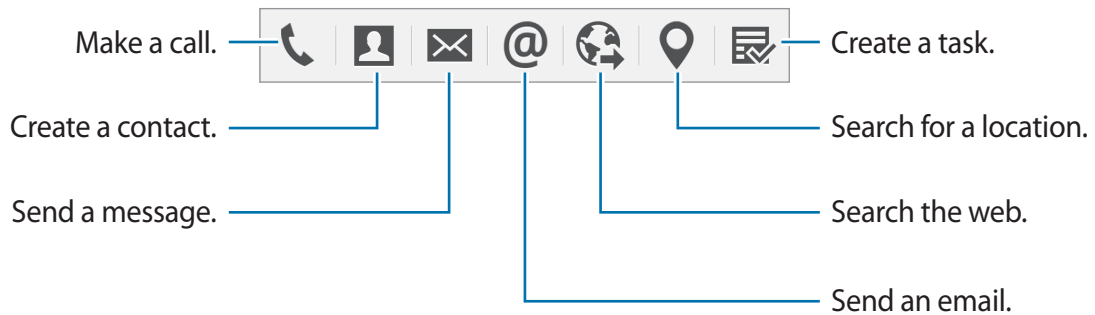 Make a call.
Create a task.
Create a contact.
Search for a location.
Send a message.
Search the web.
Send an email.